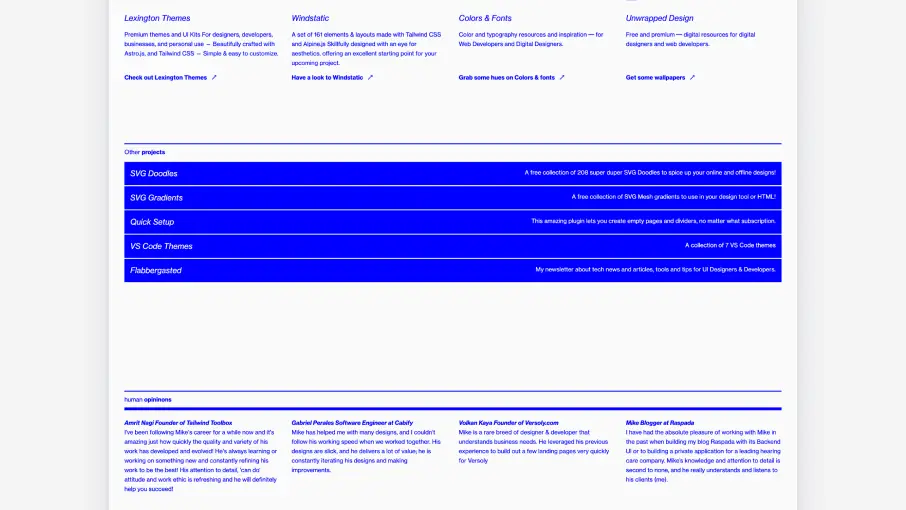 Lexington Themes
Premium themes and UI Kits For designers, developers,
businesses, and personal use — Beautifully crafted with
Astro.js, and Tailwind CSS — Simple & easy to customize.
Check out Lexington Themes ↗
Windstatic
A set of 161 elements & layouts made with Tailwind CSS
and Alpine.js Skillfully designed with an eye for
aesthetics, offering an excellent starting point for your
upcoming project.
Have a look to Windstatic ↗
Colors & Fonts
Color and typography resources and inspiration — for
Web Developers and Digital Designers.
Grab some hues on Colors & fonts ↗
Unwrapped Design
Free and premium — digital resources for digital
designers and web developers.
Get some wallpapers ↗
Other projects
SVG Doodles A free collection of 208 super duper SVG Doodles to spice up your online and offline designs!
SVG Gradients A free collection of SVG Mesh gradients to use in your design tool or HTML!
Quick Setup This amazing plugin lets you create empty pages and dividers, no matter what subscription.
VS Code Themes A collection of 7 VS Code themes
Flabbergasted My newsletter about tech news and articles, tools and tips for UI Designers & Developers.
human opininons
Amrit Nagi Founder of Tailwind Toolbox
I've been following Mike's career for a while now and it's
amazing just how quickly the quality and variety of his
work has developed and evolved! He's always learning or
working on something new and constantly refining his
work to be the best! His attention to detail, 'can do'
attitude and work ethic is refreshing and he will definitely
help you succeed!
Gabriel Perales Software Engineer at Cabify
Mike has helped me with many designs, and I couldn't
follow his working speed when we worked together. His
designs are slick, and he delivers a lot of value; he is
constantly iterating his designs and making
improvements.
Volkan Kaya Founder of Versoly.com
Mike is a rare breed of designer & developer that
understands business needs. He leveraged his previous
experience to build out a few landing pages very quickly
for Versoly
Mike Blogger at Raspada
I have had the absolute pleasure of working with Mike in
the past when building my blog Raspada with its Backend
UI or to building a private application for a leading hearing
care company. Mike's knowledge and attention to detail is
second to none, and he really understands and listens to
his clients (me).